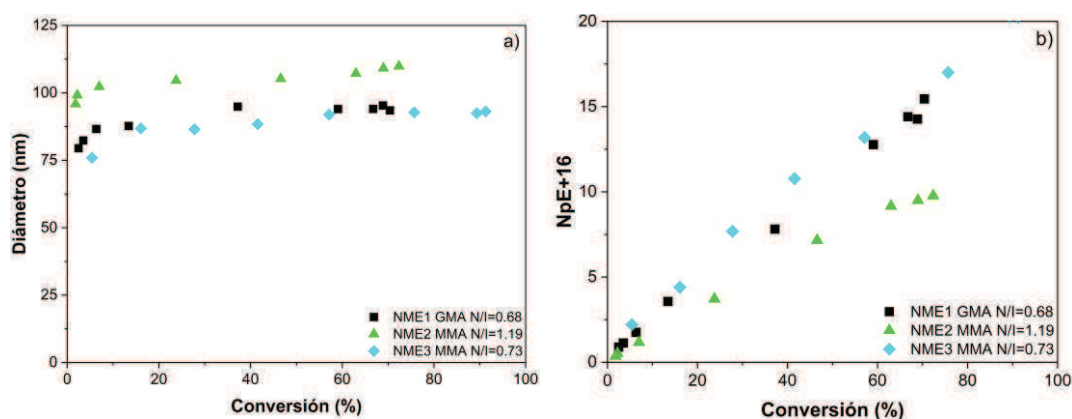 125
100
75
50
25
0
Diámetro (nm)
a)
NME1 GMA N/I=0.68
NME2 MMA N/I=1.19
NME3 MMA N/I=0.73
0 20 40 60 80 100
Conversión (%)
20
15
10
5
0
NpE+16
b)
NME1 GMA N/I=0.68
NME2 MMA N/I=1.19
NME3 MMA N/I=0.73
0 20 40 60 80 100
Conversión (%)